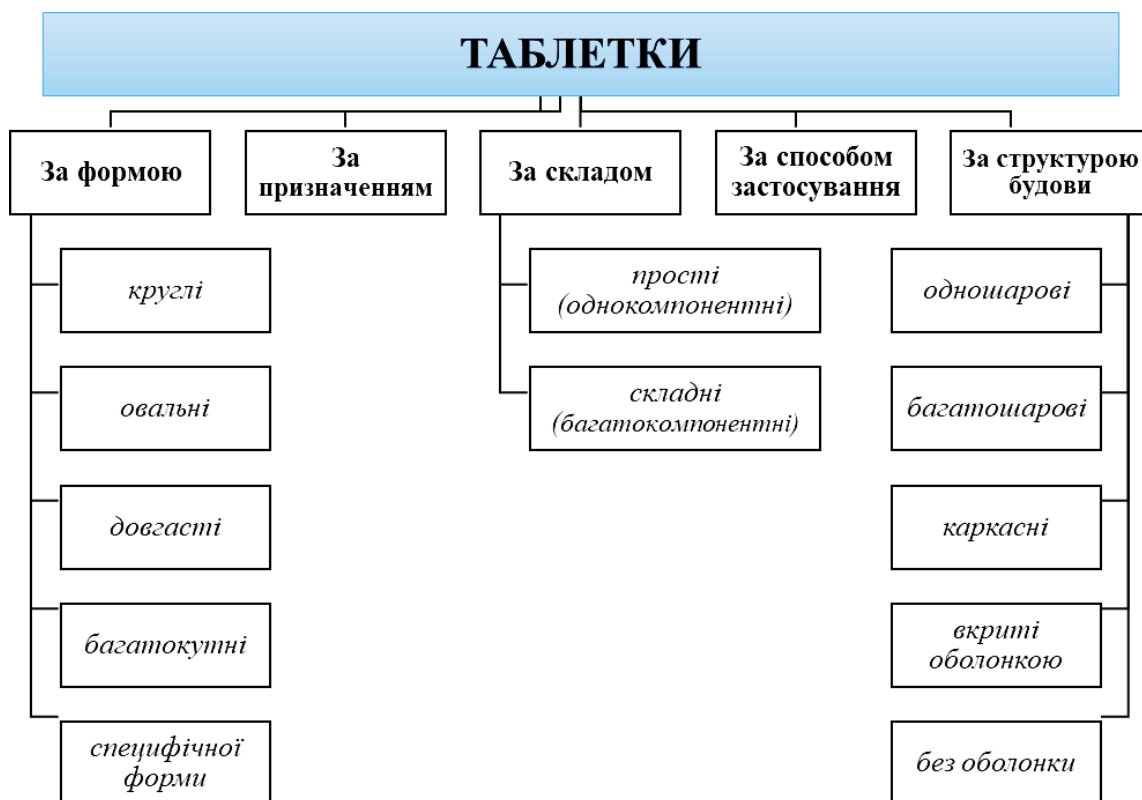 ТАБЛЕТКИ
За формою
За
призначенням
За складом
За способом
застосування
За структурою
будови
круглі
овальні
довгасті
багатокутні
специфічної
форми
прості
(однокомпонентні)
складні
(багатокомпонентні)
одношарові
багатошарові
каркасні
вкриті
оболонкою
без оболонки